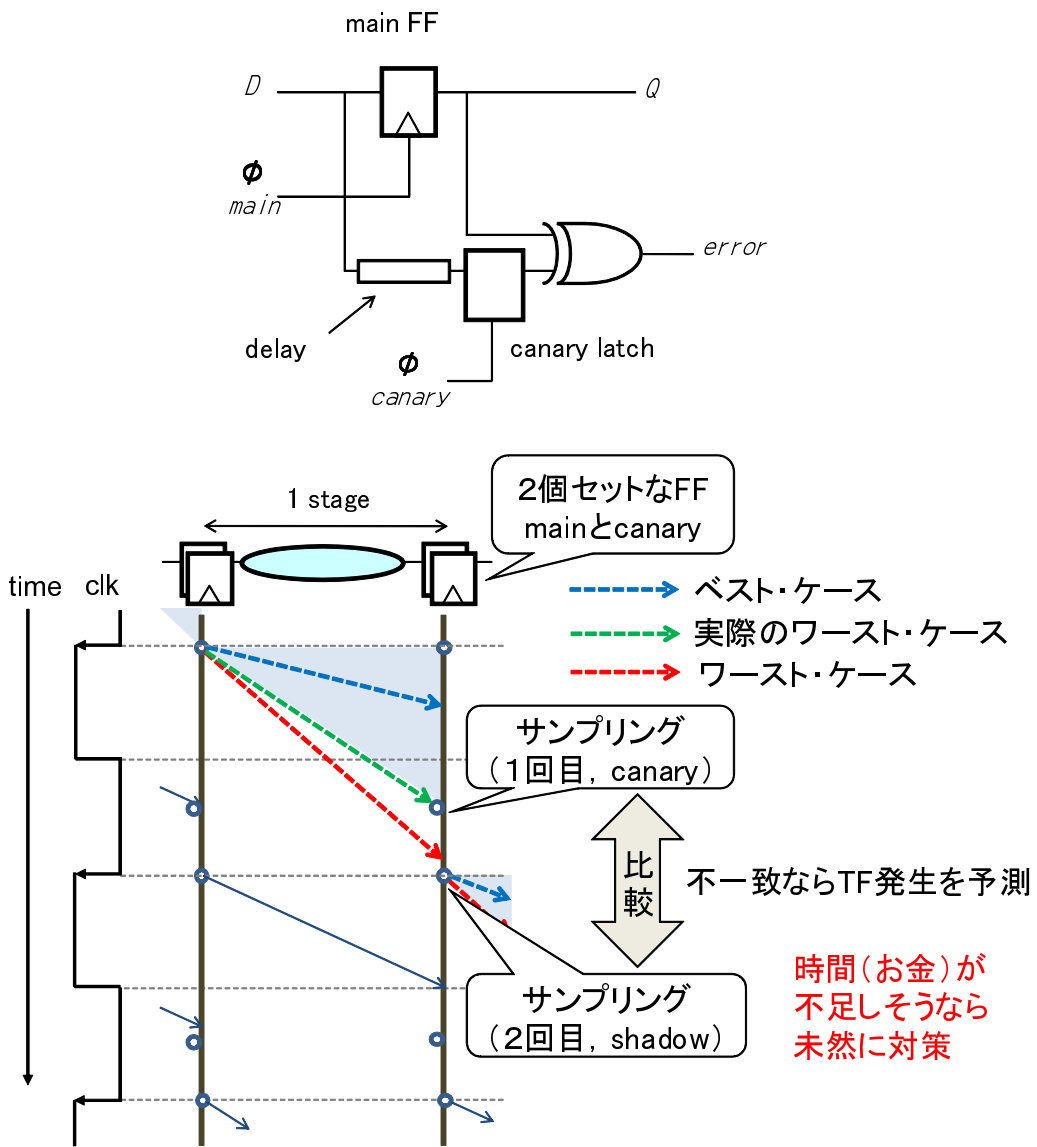 main FF
D
Q
Φ
main
error
delay
canary latch
Φ
canary
2個セットなFF
mainとcanary
1 stage
time
clk
ベスト・ケース
実際のワースト・ケース
ワースト・ケース
サンプリング
(1回目, canary)
比較
不一致ならTF発生を予測
サンプリング
(2回目, shadow)
時間(お金)が
不足しそうなら
未然に対策